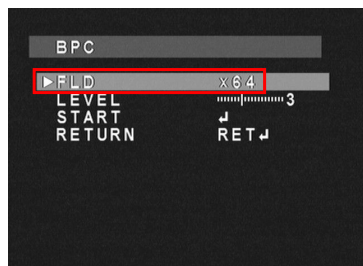 BPC
►FLD x64
LEVEL 3
START ↲
RETURN RET↲